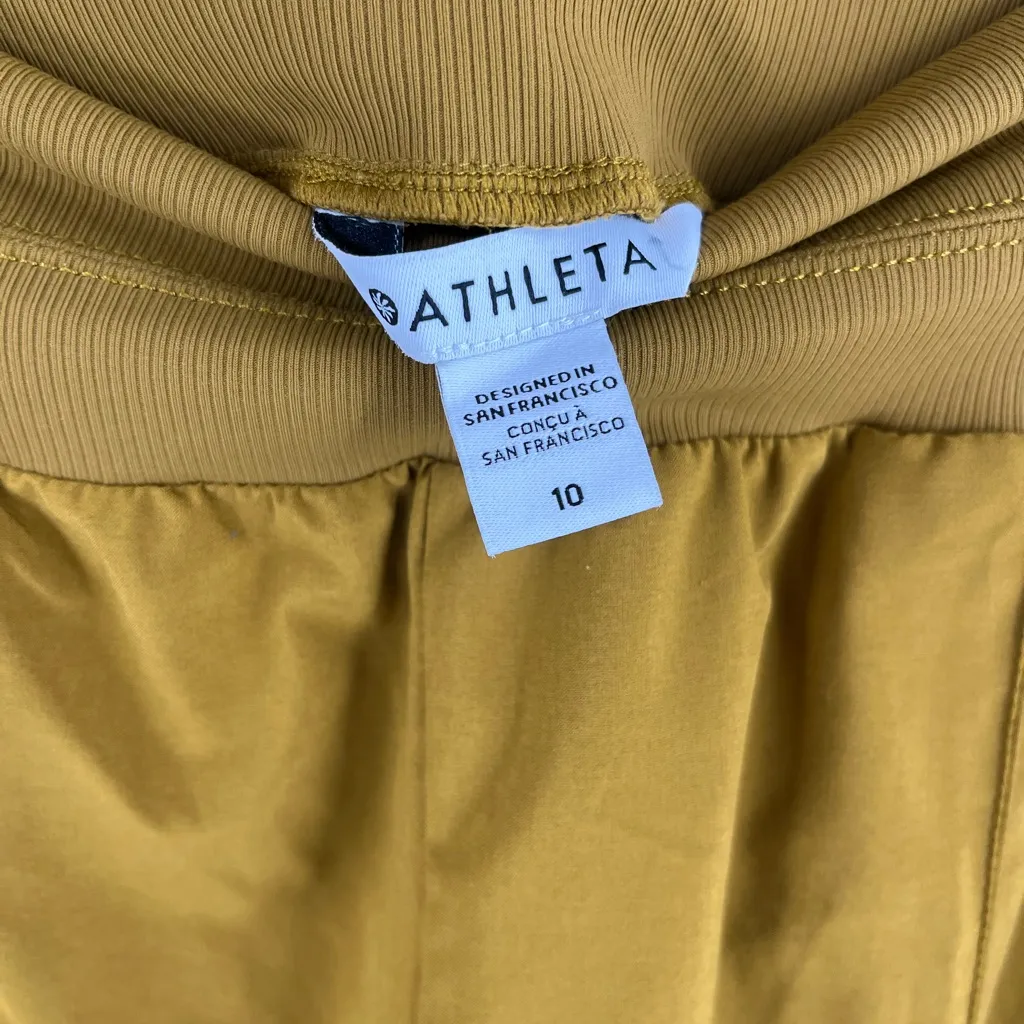 ATHLETA
DESIGNED IN
SAN FRANCISCO
CONÇU À
SAN FRANCISCO
10